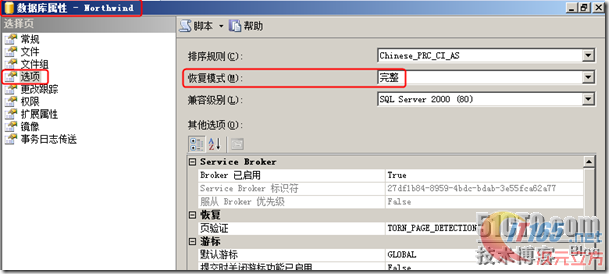 数据库属性 - Northwind
选择页
常规
文件
文件组
选项
更改跟踪
权限
扩展属性
镜像
事务日志传送
脚本 帮助
排序规则(C): Chinese_PRC_CI_AS
恢复模式(M): 完整
兼容级别(L): SQL Server 2000 (80)
其他选项(O):
Service Broker
Broker 已启用 True
Service Broker 标识符 27df1b84-8959-4bdc-bdab-3e55fca62a77
服从 Broker 优先级 False
恢复
页验证 TORN_PAGE_DETECTION
游标
默认游标 GLOBAL
提交时关闭游标功能已启用 False
51CTO.com
技术博客